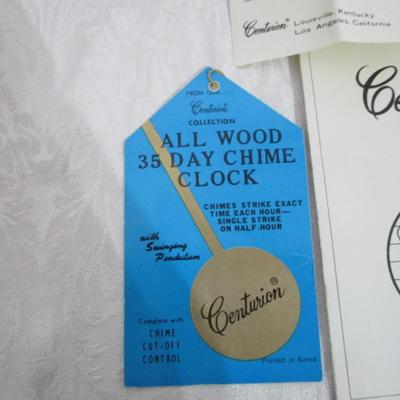 Centurion® Louisville, Kentucky
Los Angeles, California
FROM OUR...
Centurion®
COLLECTION
ALL WOOD
35 DAY CHIME
CLOCK
CHIMES STRIKE EXACT
TIME EACH HOUR—
SINGLE STRIKE
ON HALF-HOUR
with
Swinging
Pendulum
Centurion®
Complete with
CHIME
CUT-OFF
CONTROL
Printed in Korea
Ce